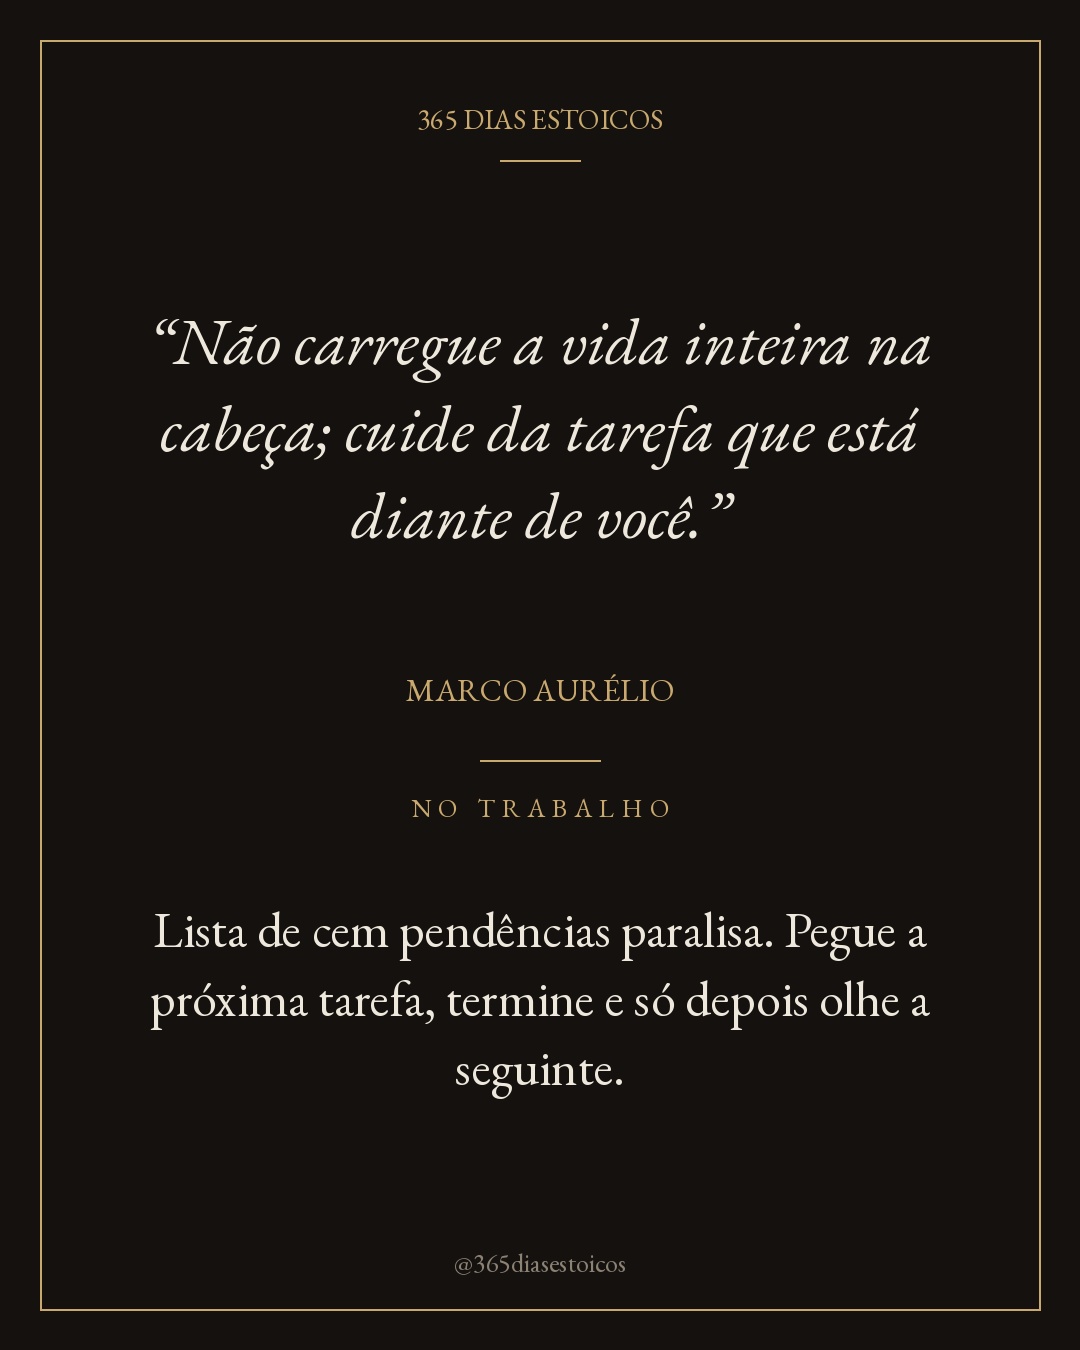 365 DIAS ESTOICOS
“Não carregue a vida inteira na
cabeça; cuide da tarefa que está
diante de você.”
MARCO AURÉLIO
NO TRABALHO
Lista de cem pendências paralisa. Pegue a
próxima tarefa, termine e só depois olhe a
seguinte.
@365diasestoicos